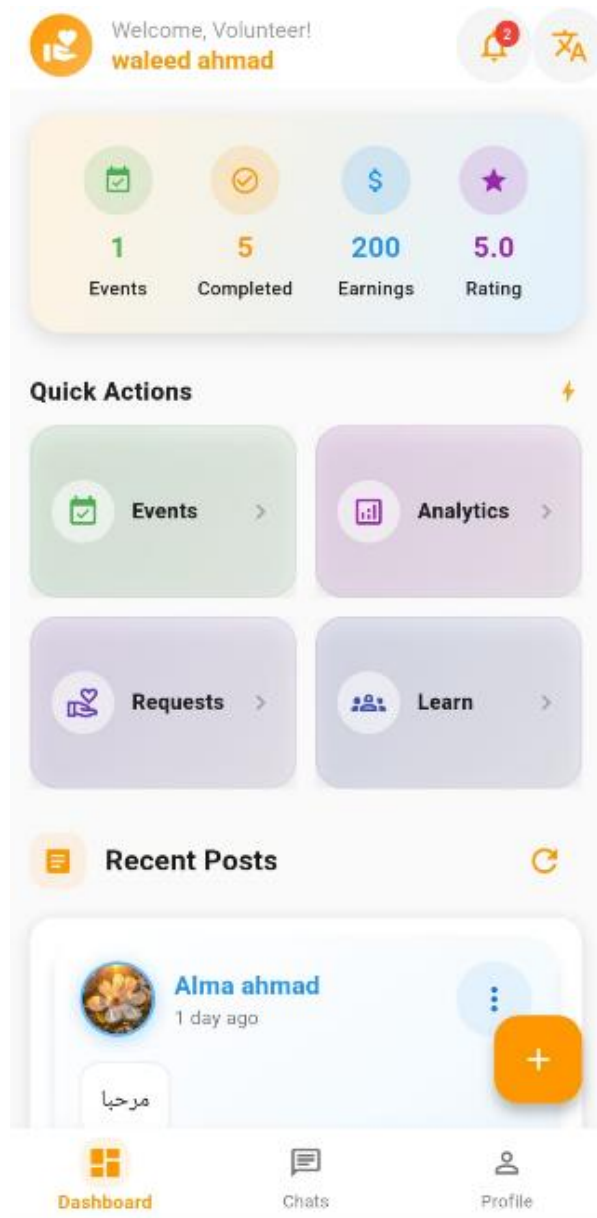 Welcome, Volunteer!
waleed ahmad
2
1
5
200
5.0
Events
Completed
Earnings
Rating
Quick Actions
Events
Analytics
Requests
Learn
Recent Posts
Alma ahmad
1 day ago
مرحبا
Dashboard
Chats
Profile